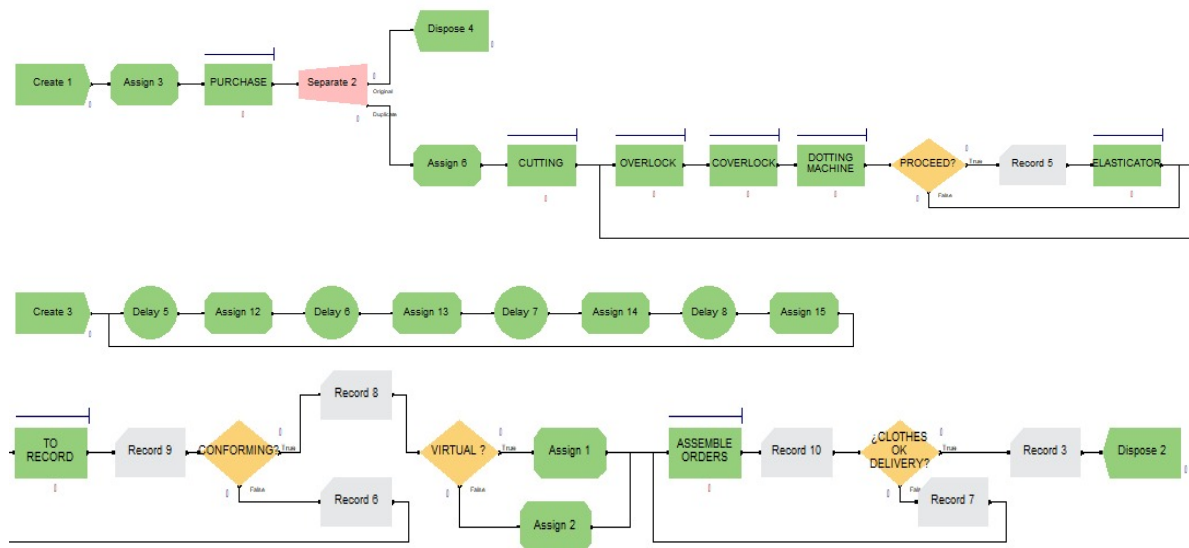 Dispose 4
Create 1
Assign 3
PURCHASE
Separate 2
Original
Duplicate
Assign 6
CUTTING
OVERLOCK
COVERLOCK
DOTTING
MACHINE
PROCEED?
True
False
Record 5
ELASTICATOR
Create 3
Delay 5
Assign 12
Delay 6
Assign 13
Delay 7
Assign 14
Delay 8
Assign 15
TO
RECORD
Record 9
CONFORMING?
True
False
Record 8
Record 6
VIRTUAL ?
True
False
Assign 1
Assign 2
ASSEMBLE
ORDERS
Record 10
¿CLOTHES
OK
DELIVERY?
True
Record 7
Record 3
Dispose 2